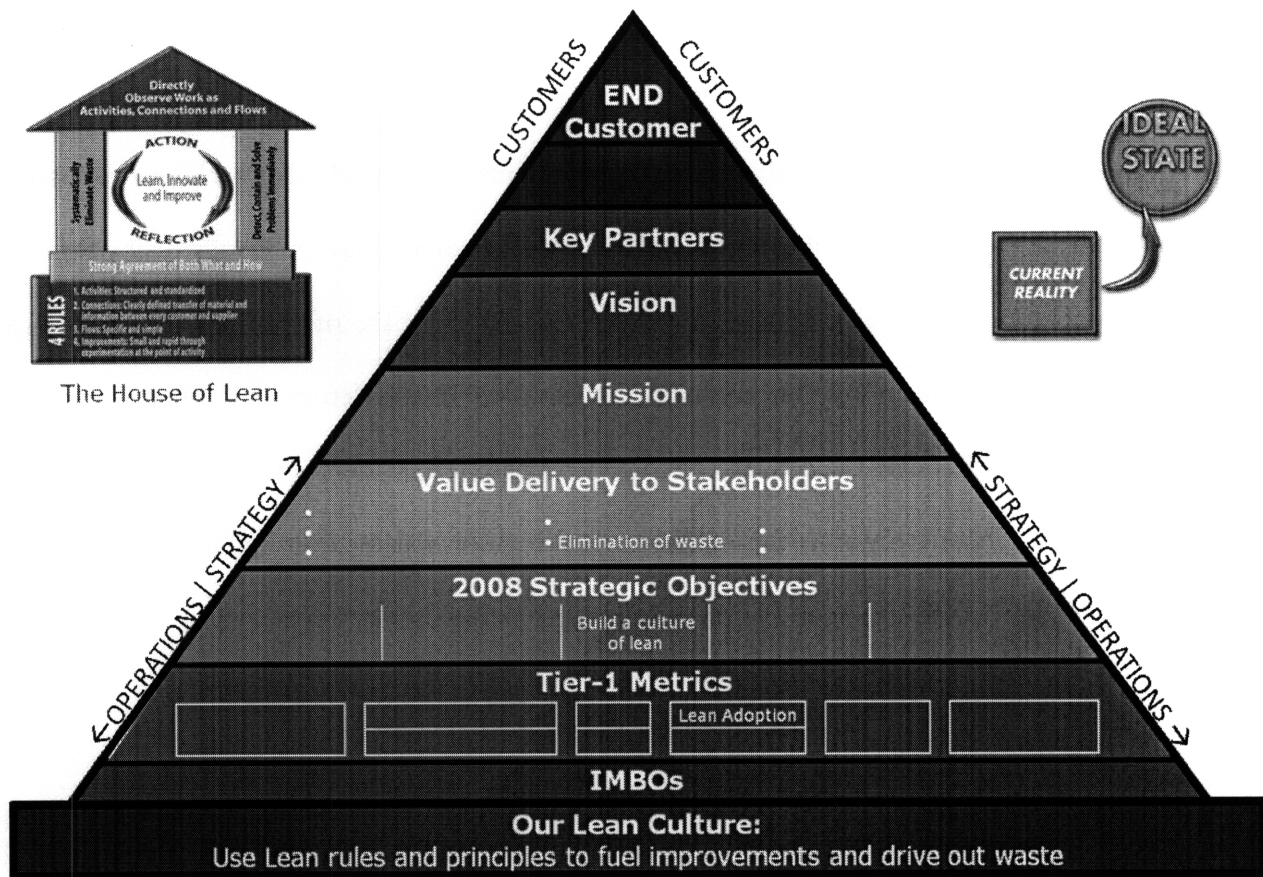 Directly
Observe Work as
Activities, Connections and Flows
Systematically
Eliminate Waste
ACTION
Learn, Innovate
and Improve
REFLECTION
Detect, Contain and Solve
Problems Immediately
Strong Agreement of Both What and How
4 RULES
1. Activities: Structured and standardized
2. Connections: Clearly defined transfer of material and
information between every customer and supplier
3. Flows: Specific and simple
4. Improvements: Small and rapid through
experimentation at the point of activity
The House of Lean
CUSTOMERS
CUSTOMERS
END
Customer
Key Partners
Vision
Mission
Value Delivery to Stakeholders
• Elimination of waste
2008 Strategic Objectives
Build a culture
of lean
Tier-1 Metrics
Lean Adoption
IMBOs
Our Lean Culture:
Use Lean rules and principles to fuel improvements and drive out waste
← OPERATIONS | STRATEGY →
← STRATEGY | OPERATIONS →
IDEAL
STATE
CURRENT
REALITY